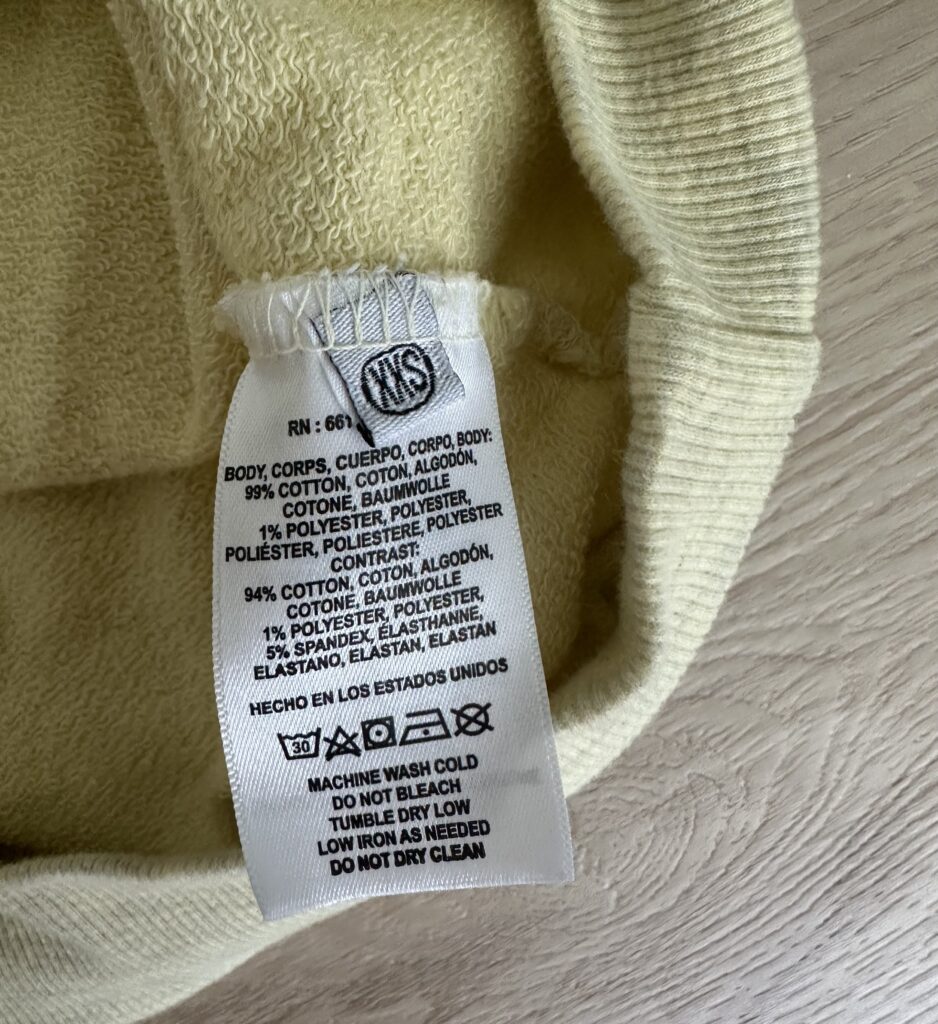 XXS
RN : 661
BODY, CORPS, CUERPO, CORPO, BODY:
99% COTTON, COTON, ALGODÓN,
COTONE, BAUMWOLLE
1% POLYESTER, POLYESTER,
POLIÉSTER, POLIESTERE, POLYESTER
CONTRAST:
94% COTTON, COTON, ALGODÓN,
COTONE, BAUMWOLLE
1% POLYESTER, POLYESTER,
5% SPANDEX, ÉLASTHANNE,
ELASTANO, ELASTAN, ELASTAN
HECHO EN LOS ESTADOS UNIDOS
30
MACHINE WASH COLD
DO NOT BLEACH
TUMBLE DRY LOW
LOW IRON AS NEEDED
DO NOT DRY CLEAN